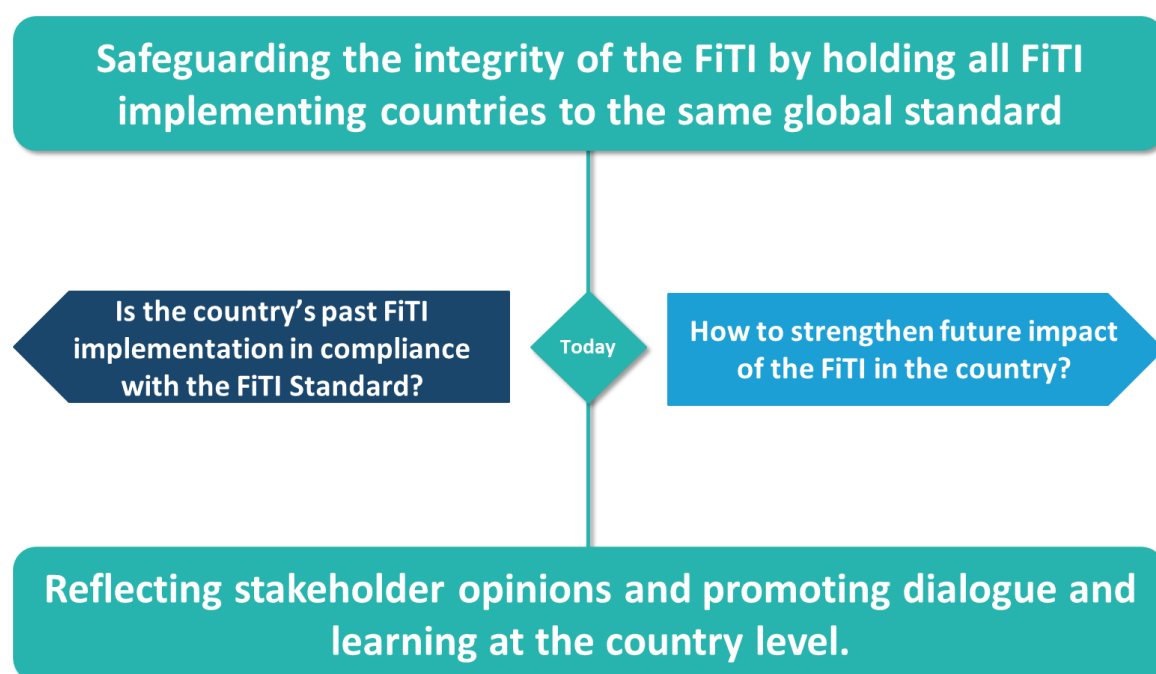 Safeguarding the integrity of the FiTI by holding all FiTI
implementing countries to the same global standard
Is the country's past FiTI
implementation in compliance
with the FiTI Standard?
Today
How to strengthen future impact
of the FiTI in the country?
Reflecting stakeholder opinions and promoting dialogue and
learning at the country level.